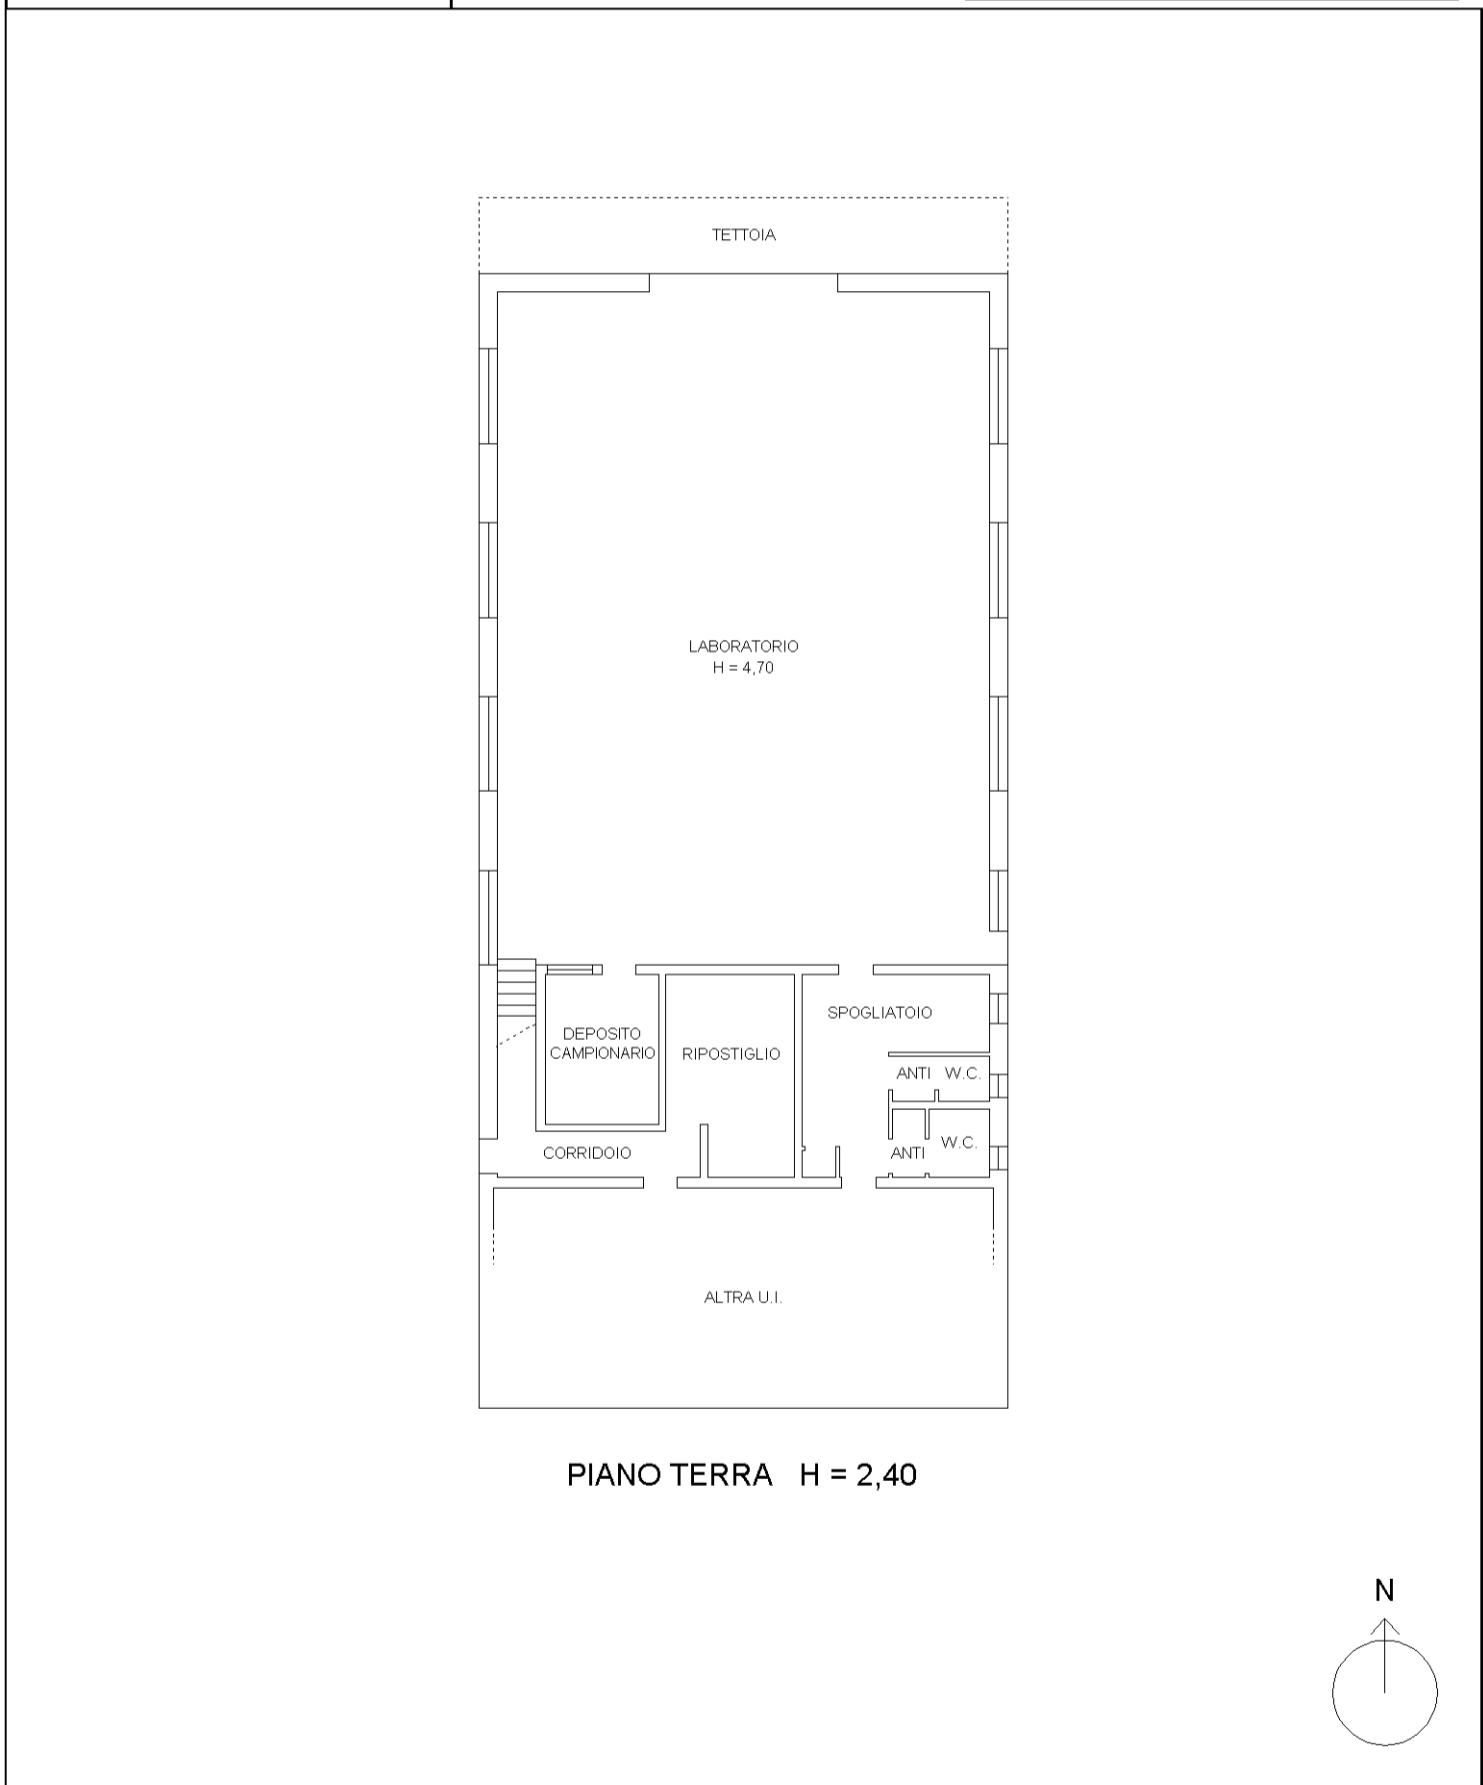 TETTOIA
LABORATORIO
H = 4,70
SPOGLIATOIO
DEPOSITO
CAMPIONARIO
RIPOSTIGLIO
ANTI W.C.
W.C.
CORRIDOIO
ANTI
ALTRA U.I.
PIANO TERRA H = 2,40
N